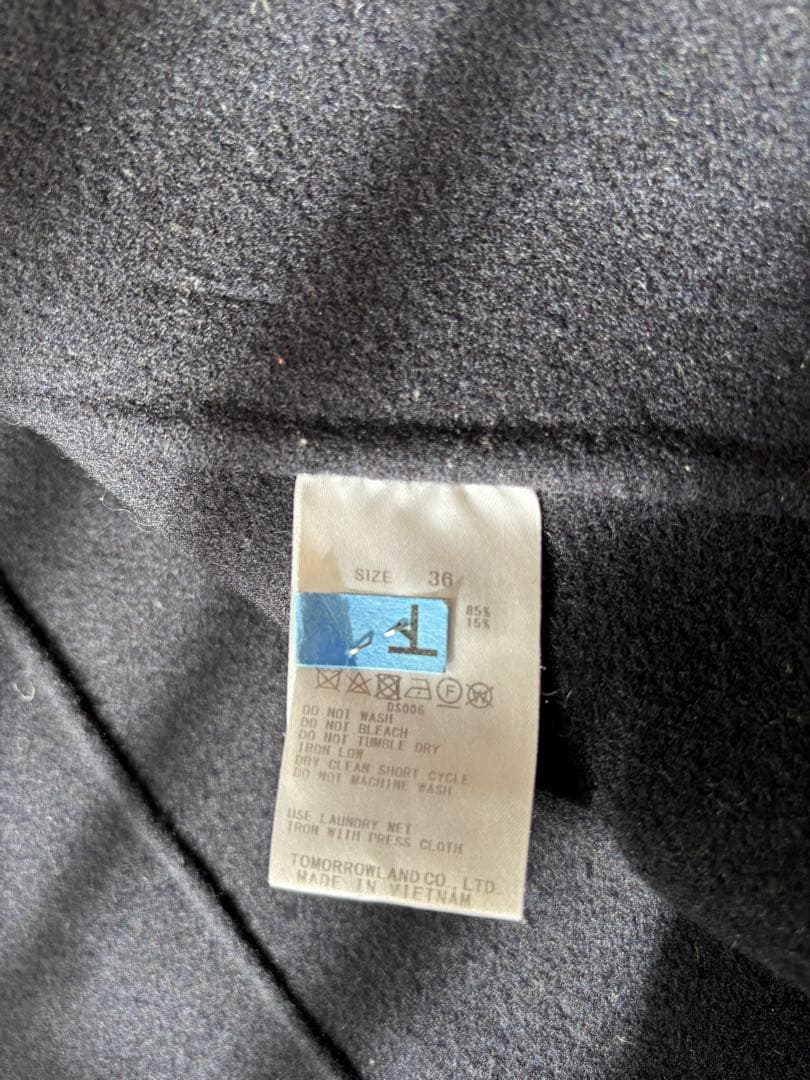 SIZE 36
85%
15%
DS006
DO NOT WASH
DO NOT BLEACH
DO NOT TUMBLE DRY
IRON LOW
DRY CLEAN SHORT CYCLE
DO NOT MACHINE WASH
USE LAUNDRY NET
IRON WITH PRESS CLOTH
TOMORROWLAND CO., LTD.
MADE IN VIETNAM